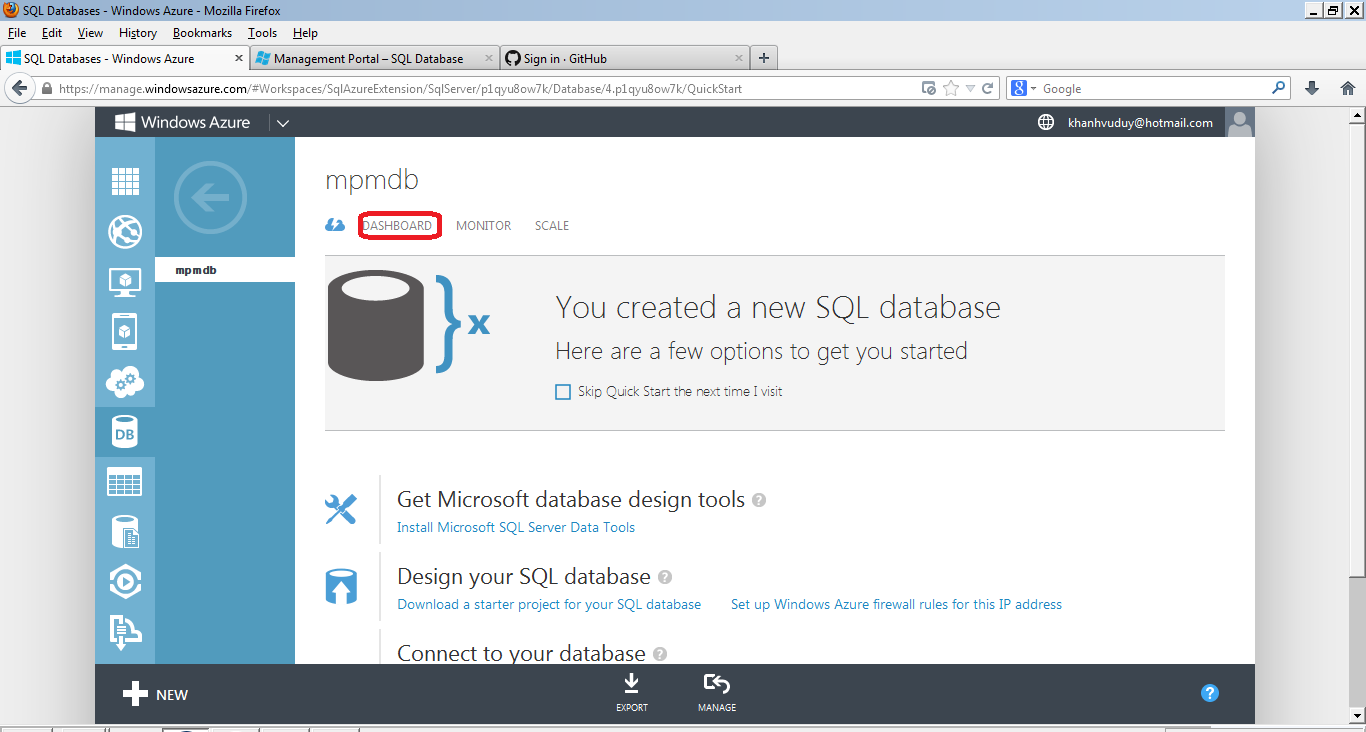 SQL Databases - Windows Azure - Mozilla Firefox
File Edit View History Bookmarks Tools Help
SQL Databases - Windows Azure
Management Portal – SQL Database
Sign in · GitHub
https://manage.windowsazure.com/#Workspaces/SqlAzureExtension/SqlServer/p1qyu8ow7k/Database/4.p1qyu8ow7k/QuickStart
Google
Windows Azure
khanhvuduy@hotmail.com
mpmdb
DASHBOARD MONITOR SCALE
mpmdb
} x
You created a new SQL database
Here are a few options to get you started
Skip Quick Start the next time I visit
DB
Get Microsoft database design tools ?
Install Microsoft SQL Server Data Tools
Design your SQL database ?
Download a starter project for your SQL database Set up Windows Azure firewall rules for this IP address
Connect to your database ?
NEW
EXPORT
MANAGE
?